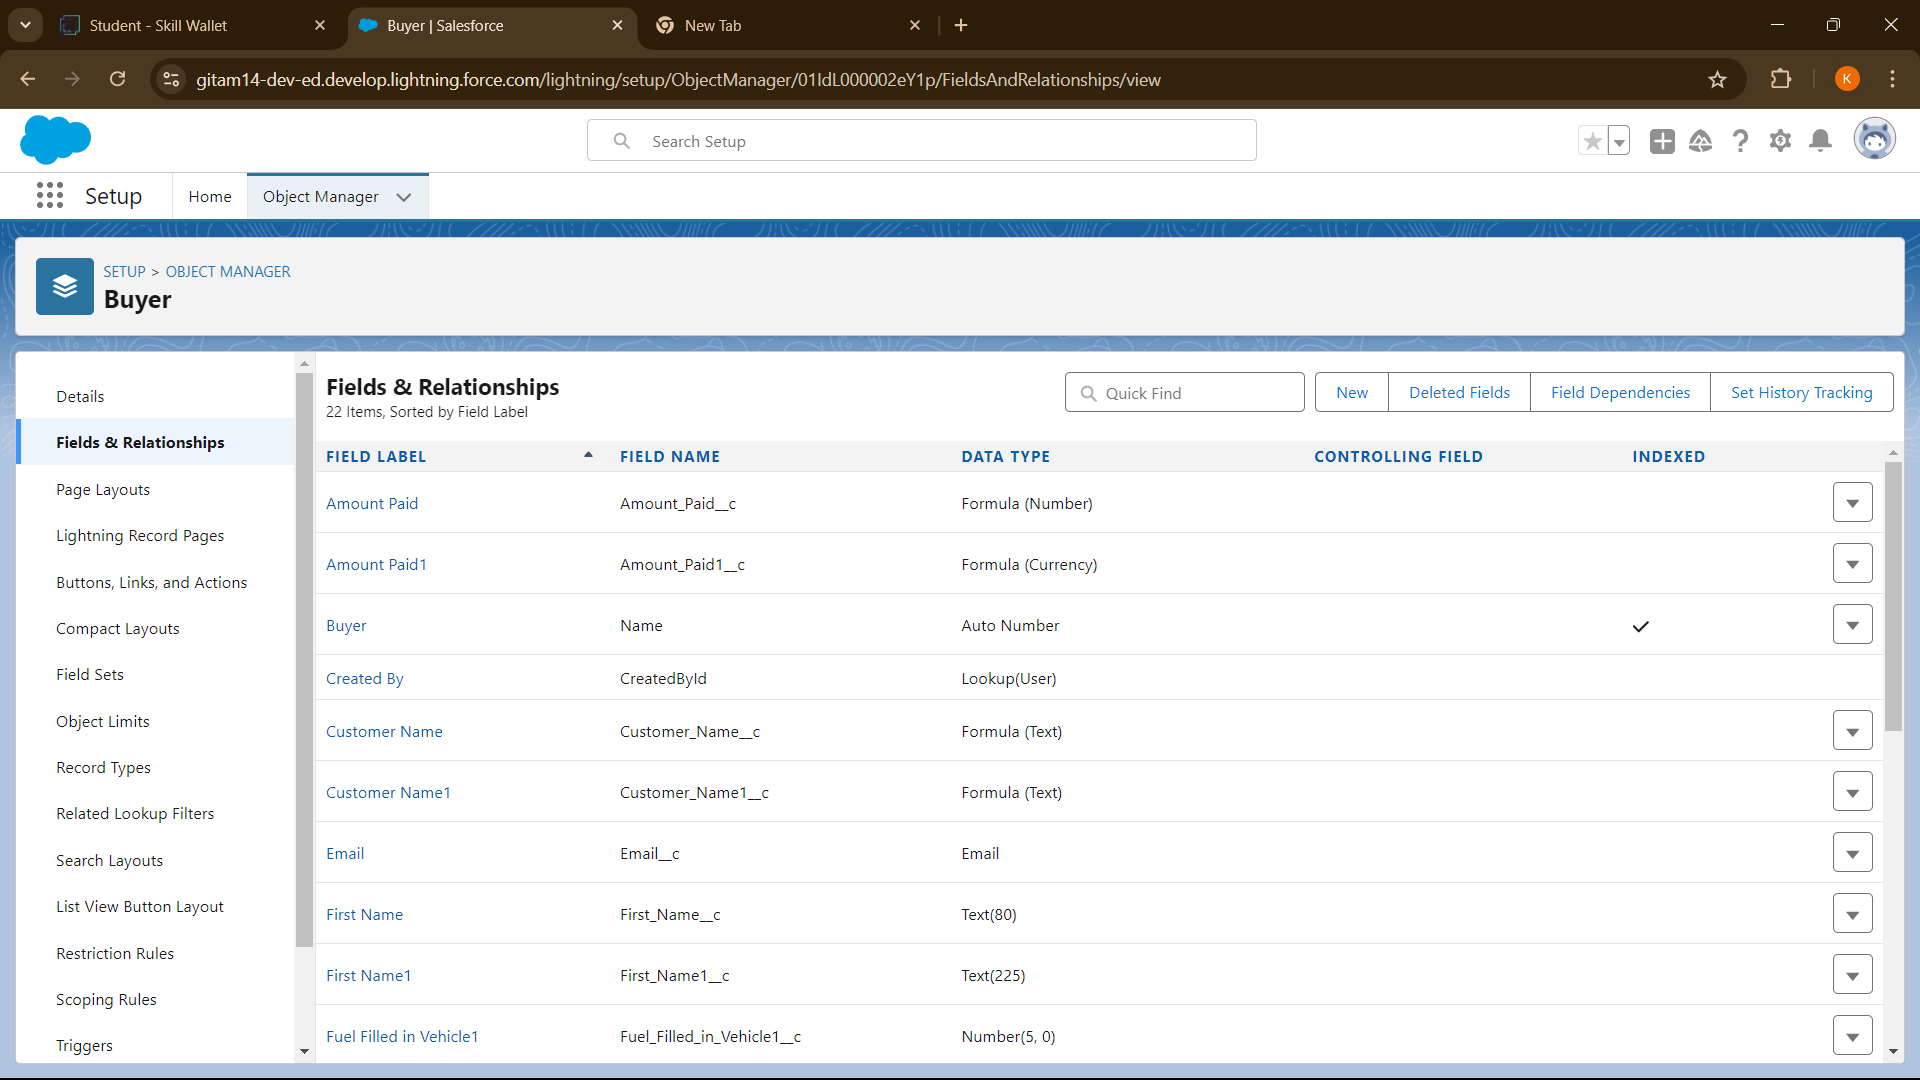 Student - Skill Wallet
Buyer | Salesforce
New Tab
gitam14-dev-ed.develop.lightning.force.com/lightning/setup/ObjectManager/01IdL000002eY1p/FieldsAndRelationships/view
K
Search Setup
Setup
Home
Object Manager
SETUP > OBJECT MANAGER
Buyer
Details
Fields & Relationships
Page Layouts
Lightning Record Pages
Buttons, Links, and Actions
Compact Layouts
Field Sets
Object Limits
Record Types
Related Lookup Filters
Search Layouts
List View Button Layout
Restriction Rules
Scoping Rules
Triggers
Fields & Relationships
22 Items, Sorted by Field Label
Quick Find
New
Deleted Fields
Field Dependencies
Set History Tracking
FIELD LABEL FIELD NAME DATA TYPE CONTROLLING FIELD INDEXED
Amount Paid Amount_Paid__c Formula (Number)
Amount Paid1 Amount_Paid1__c Formula (Currency)
Buyer Name Auto Number
Created By CreatedById Lookup(User)
Customer Name Customer_Name__c Formula (Text)
Customer Name1 Customer_Name1__c Formula (Text)
Email Email__c Email
First Name First_Name__c Text(80)
First Name1 First_Name1__c Text(225)
Fuel Filled in Vehicle1 Fuel_Filled_in_Vehicle1__c Number(5, 0)